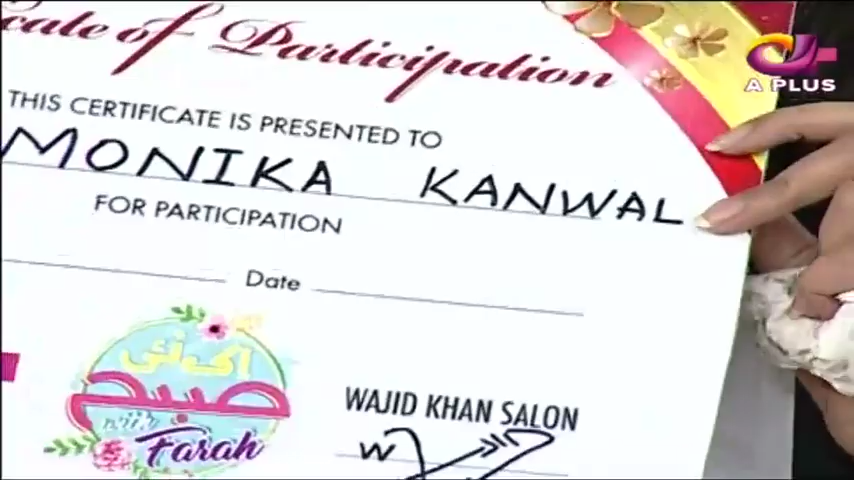 cate of Participation
A PLUS
THIS CERTIFICATE IS PRESENTED TO
MONIKA KANWAL
FOR PARTICIPATION
Date
اک نئی
صبح
with
Farah
WAJID KHAN SALON